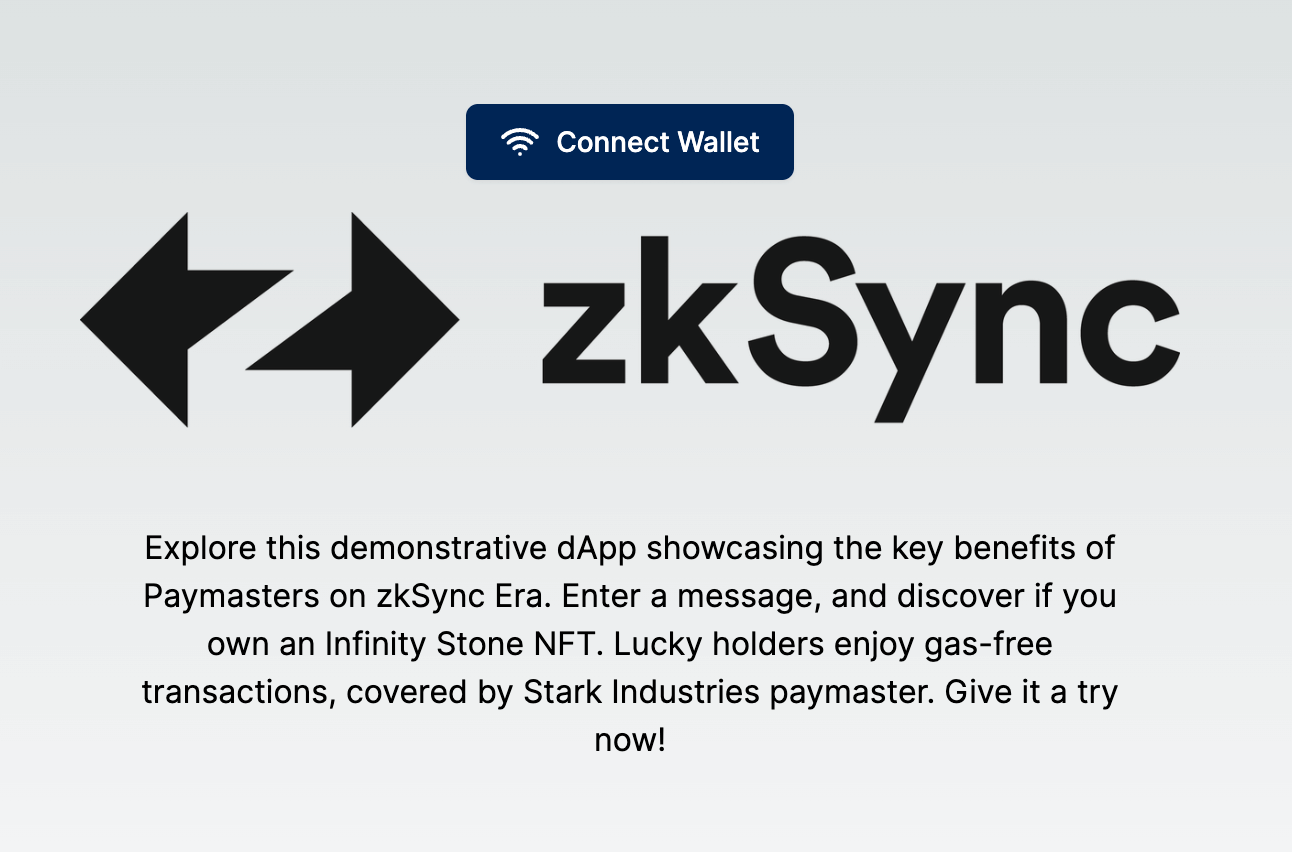 Connect Wallet
zkSync
Explore this demonstrative dApp showcasing the key benefits of
Paymasters on zkSync Era. Enter a message, and discover if you
own an Infinity Stone NFT. Lucky holders enjoy gas-free
transactions, covered by Stark Industries paymaster. Give it a try
now!